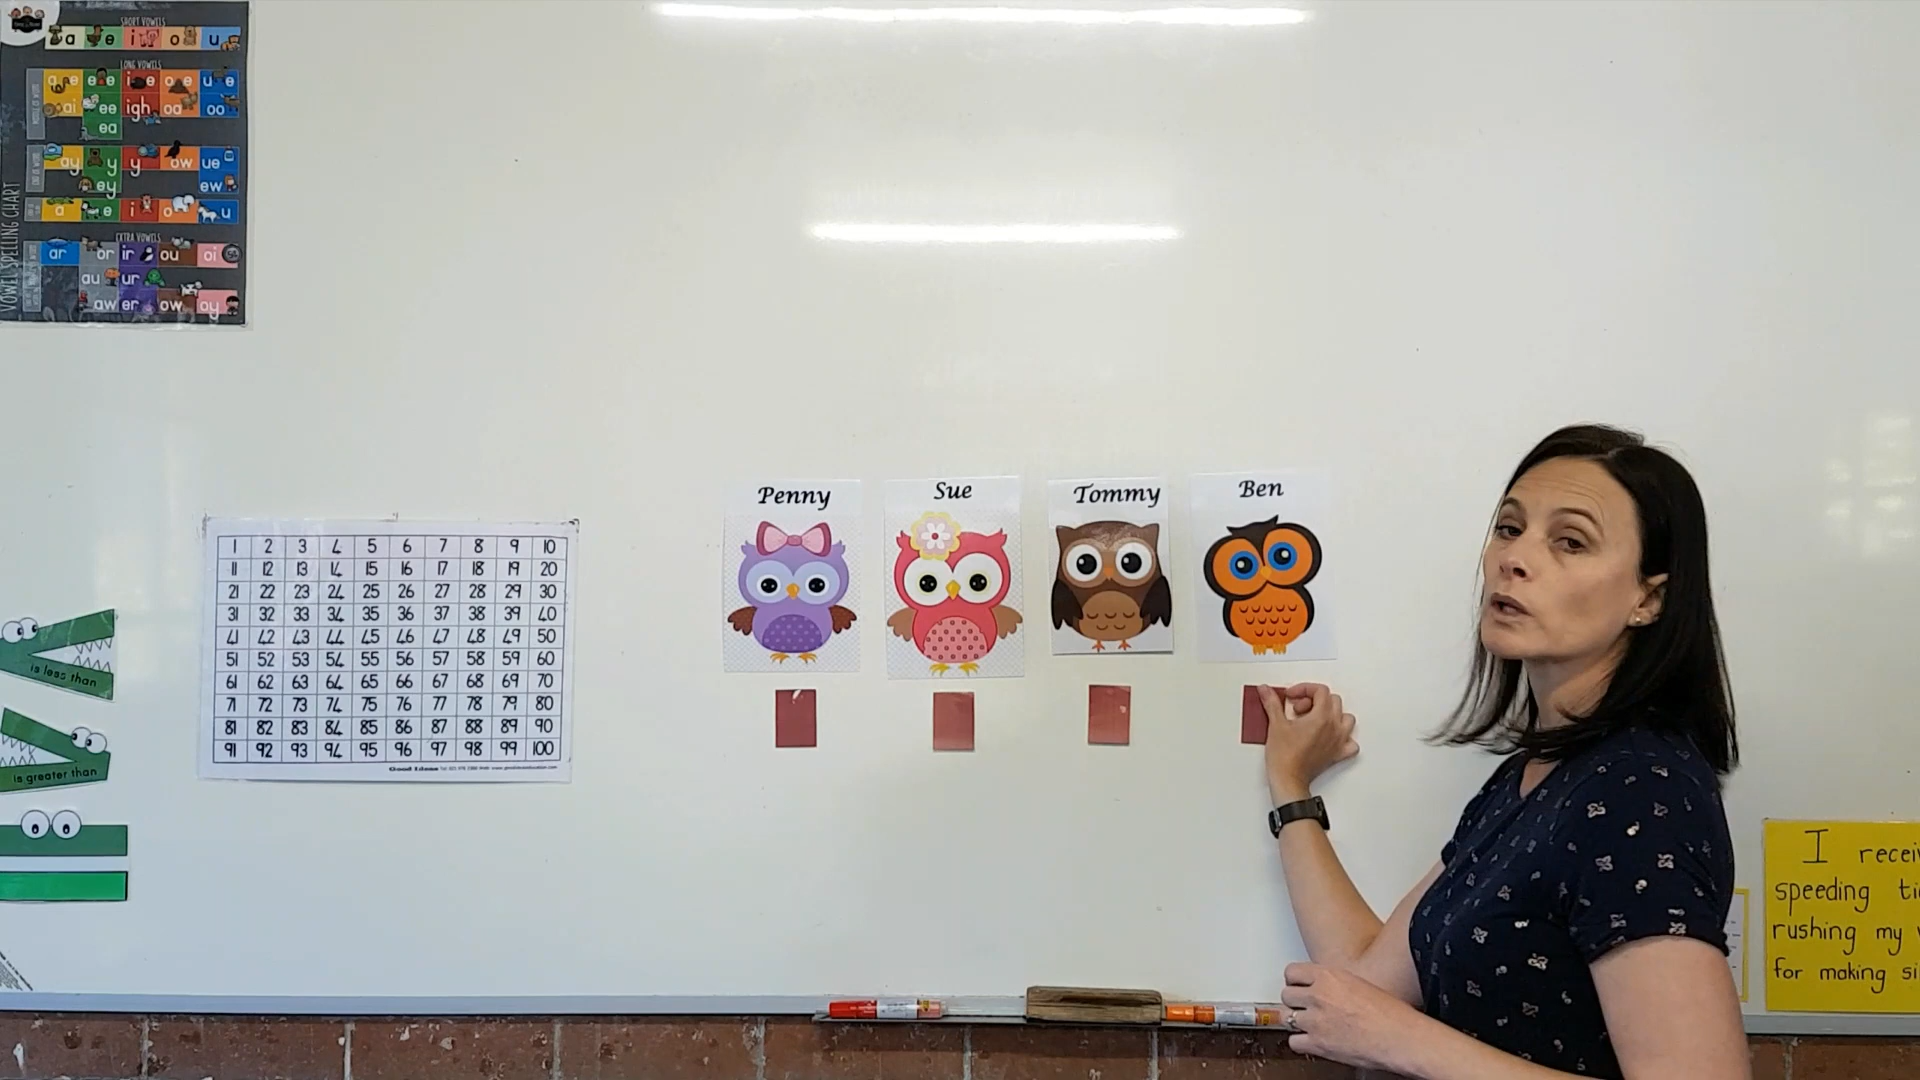 SHORT VOWELS
a e i o u
LONG VOWELS
a e e e i e o e u e
ai ee igh oa oo
ea
ay y y ow ue
ey ew
a e i o u
EXTRA VOWELS
ar or ir ou oi
au ur
aw er ow oy
VOWEL SPELLING CHART
is less than
is greater than
1 2 3 4 5 6 7 8 9 10
11 12 13 14 15 16 17 18 19 20
21 22 23 24 25 26 27 28 29 30
31 32 33 34 35 36 37 38 39 40
41 42 43 44 45 46 47 48 49 50
51 52 53 54 55 56 57 58 59 60
61 62 63 64 65 66 67 68 69 70
71 72 73 74 75 76 77 78 79 80
81 82 83 84 85 86 87 88 89 90
91 92 93 94 95 96 97 98 99 100
Penny Sue Tommy Ben
I
speeding
rushing my
for making